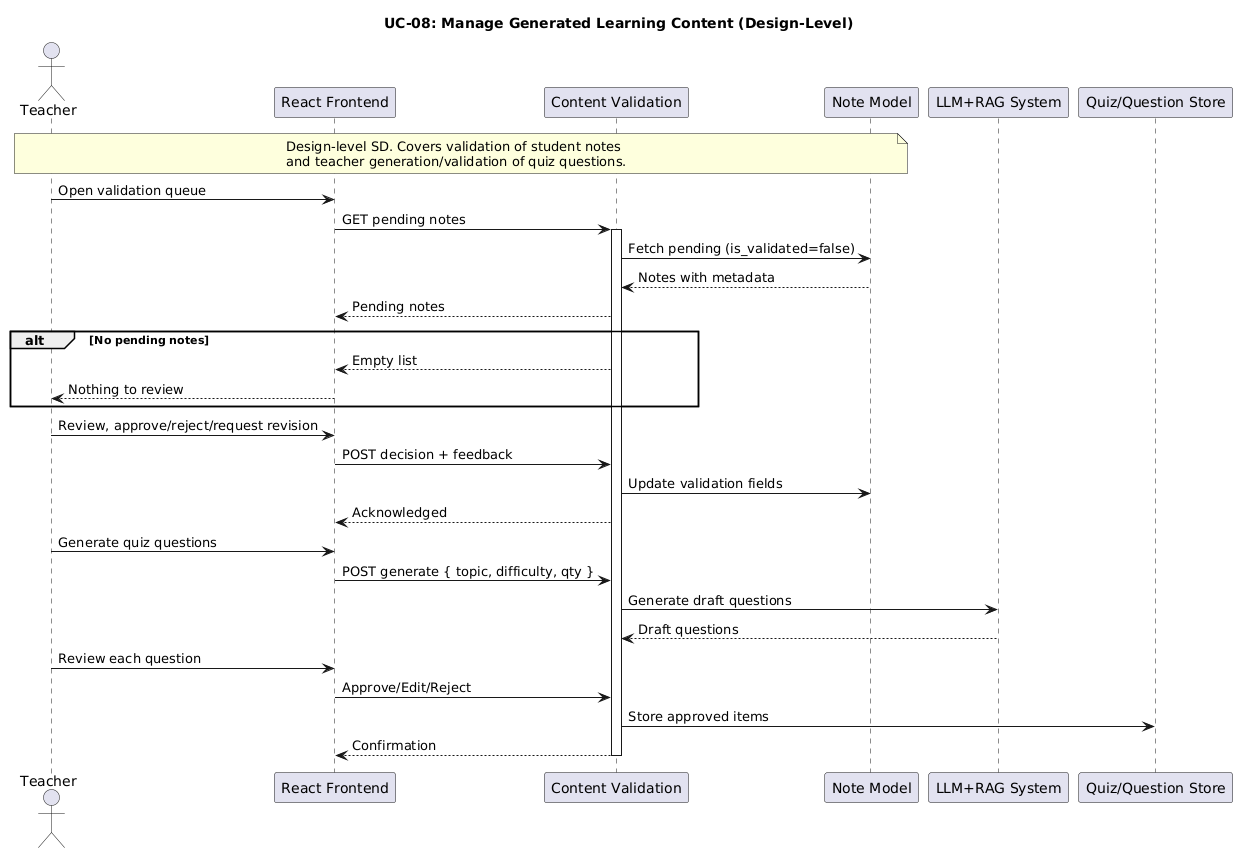 UC-08: Manage Generated Learning Content (Design-Level)
Teacher
React Frontend
Content Validation
Note Model
LLM+RAG System
Quiz/Question Store
Design-level SD. Covers validation of student notes
and teacher generation/validation of quiz questions.
Open validation queue
GET pending notes
Fetch pending (is_validated=false)
Notes with metadata
Pending notes
alt
[No pending notes]
Empty list
Nothing to review
Review, approve/reject/request revision
POST decision + feedback
Update validation fields
Acknowledged
Generate quiz questions
POST generate { topic, difficulty, qty }
Generate draft questions
Draft questions
Review each question
Approve/Edit/Reject
Store approved items
Confirmation
Teacher
React Frontend
Content Validation
Note Model
LLM+RAG System
Quiz/Question Store